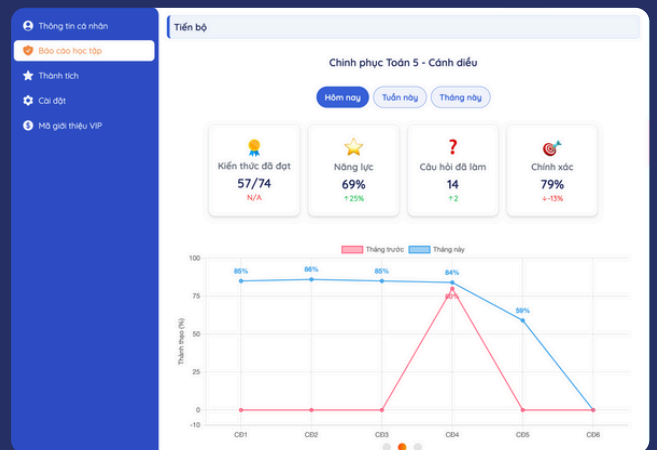 Thông tin cá nhân
Báo cáo học tập
Thành tích
Cài đặt
Mã giới thiệu VIP
Tiến bộ
Chinh phục Toán 5 - Cánh diều
Hôm nay Tuần này Tháng này
Kiến thức đã đạt
57/74
N/A
Năng lực
69%
↑25%
Câu hỏi đã làm
14
↑2
Chính xác
79%
↓-13%
Tháng trước Tháng này
Thành thạo (%)
100
75
50
25
0
-10
85% 86% 85% 84% 59%
80%
CĐ1 CĐ2 CĐ3 CĐ4 CĐ5 CĐ6